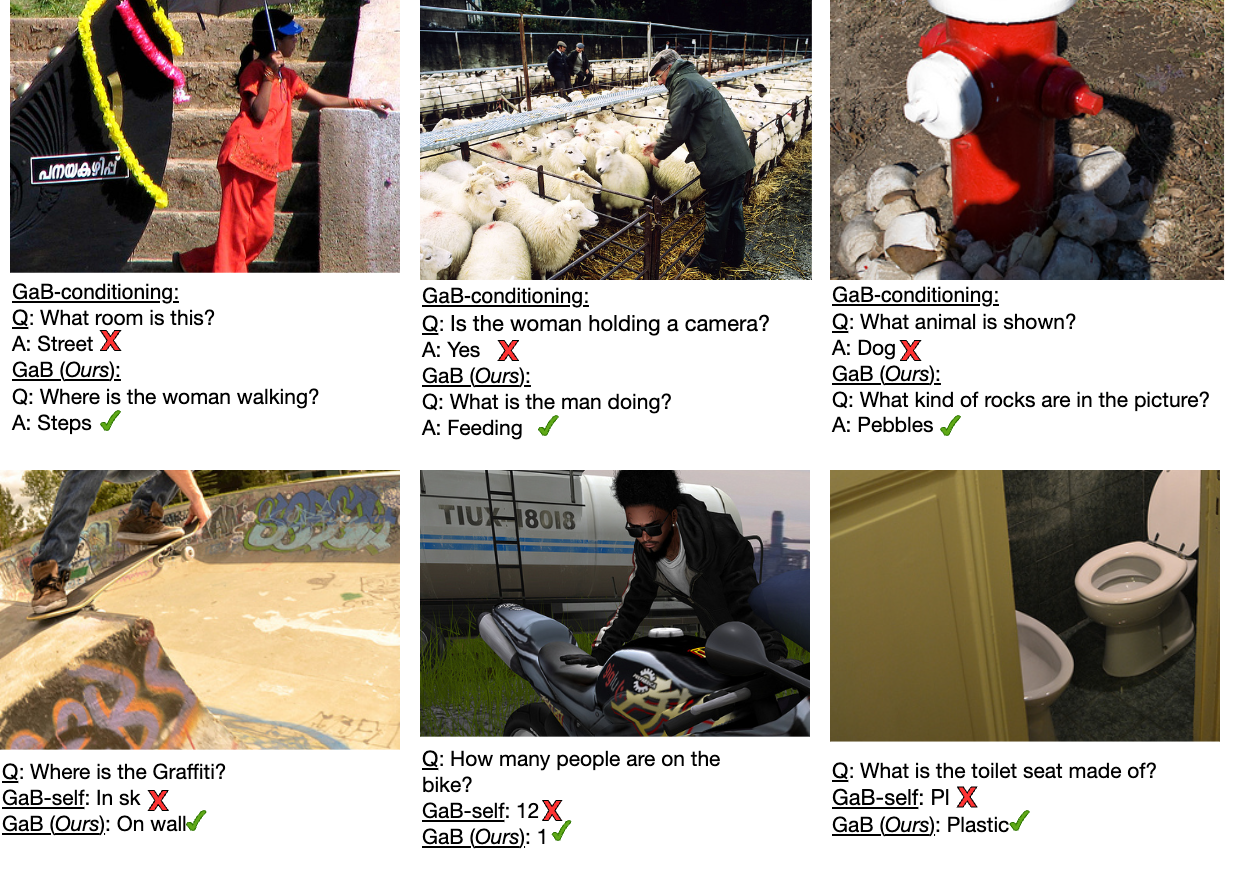 പനയകഴിപ്പ്
GaB-conditioning:
Q: What room is this?
A: Street
GaB (Ours):
Q: Where is the woman walking?
A: Steps
GaB-conditioning:
Q: Is the woman holding a camera?
A: Yes
GaB (Ours):
Q: What is the man doing?
A: Feeding
GaB-conditioning:
Q: What animal is shown?
A: Dog
GaB (Ours):
Q: What kind of rocks are in the picture?
A: Pebbles
Q: Where is the Graffiti?
GaB-self: In sk
GaB (Ours): On wall
TIUX 18018
Q: How many people are on the
bike?
GaB-self: 12
GaB (Ours): 1
Q: What is the toilet seat made of?
GaB-self: Pl
GaB (Ours): Plastic